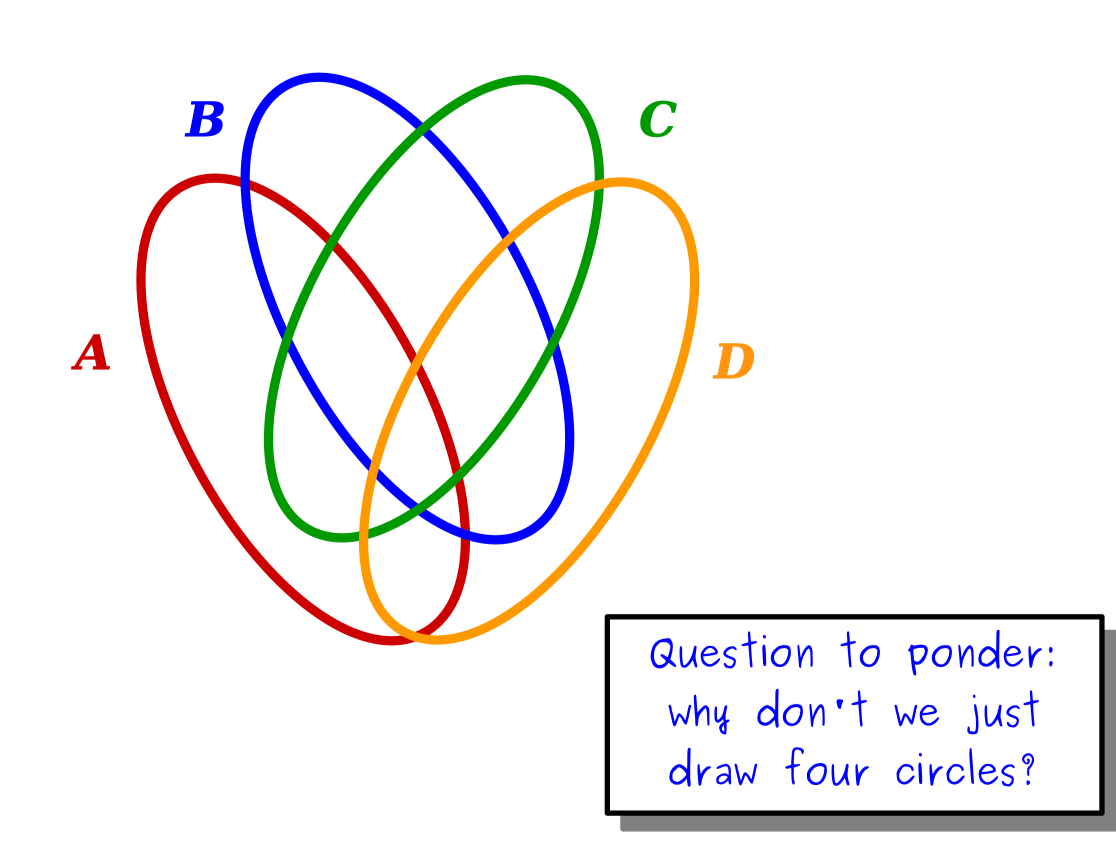 B
C
A
D
Question to ponder:
why don't we just
draw four circles?